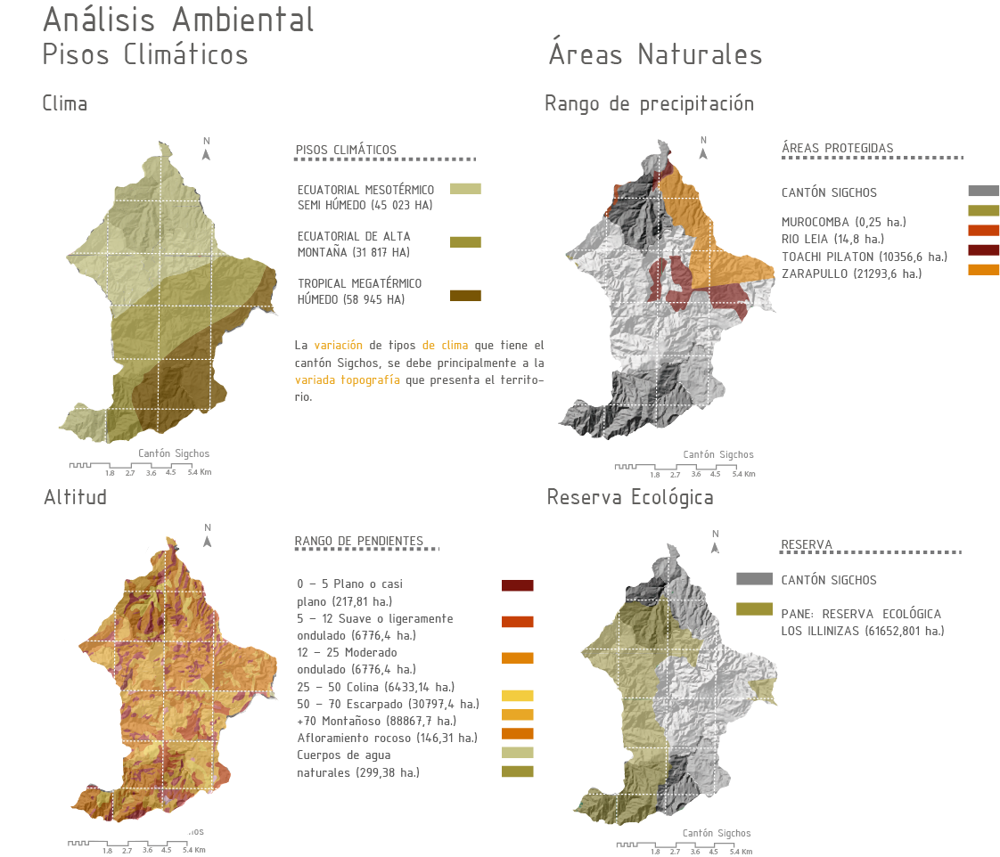 Análisis Ambiental
Pisos Climáticos
Clima
N
PISOS CLIMÁTICOS
ECUATORIAL MESOTÉRMICO
SEMI HÚMEDO (45 023 HA)
ECUATORIAL DE ALTA
MONTAÑA (31 817 HA)
TROPICAL MEGATÉRMICO
HÚMEDO (58 945 HA)
La variación de tipos de clima que tiene el
cantón Sigchos, se debe principalmente a la
variada topografía que presenta el territo-
rio.
Cantón Sigchos
1.8 2.7 3.6 4.5 5.4 Km
Áreas Naturales
Rango de precipitación
N
ÁREAS PROTEGIDAS
CANTÓN SIGCHOS
MUROCOMBA (0,25 ha.)
RIO LEIA (14,8 ha.)
TOACHI PILATON (10356,6 ha.)
ZARAPULLO (21293,6 ha.)
Cantón Sigchos
1.8 2.7 3.6 4.5 5.4 Km
Altitud
N
RANGO DE PENDIENTES
0 – 5 Plano o casi
plano (217,81 ha.)
5 – 12 Suave o ligeramente
ondulado (6776,4 ha.)
12 – 25 Moderado
ondulado (6776,4 ha.)
25 – 50 Colina (6433,14 ha.)
50 – 70 Escarpado (30797,4 ha.)
+70 Montañoso (88867,7 ha.)
Afloramiento rocoso (146,31 ha.)
Cuerpos de agua
naturales (299,38 ha.)
1.8 2.7 3.6 4.5 5.4 Km
Reserva Ecológica
N
RESERVA
CANTÓN SIGCHOS
PANE: RESERVA ECOLÓGICA
LOS ILLINIZAS (61652,801 ha.)
Cantón Sigchos
1.8 2.7 3.6 4.5 5.4 Km